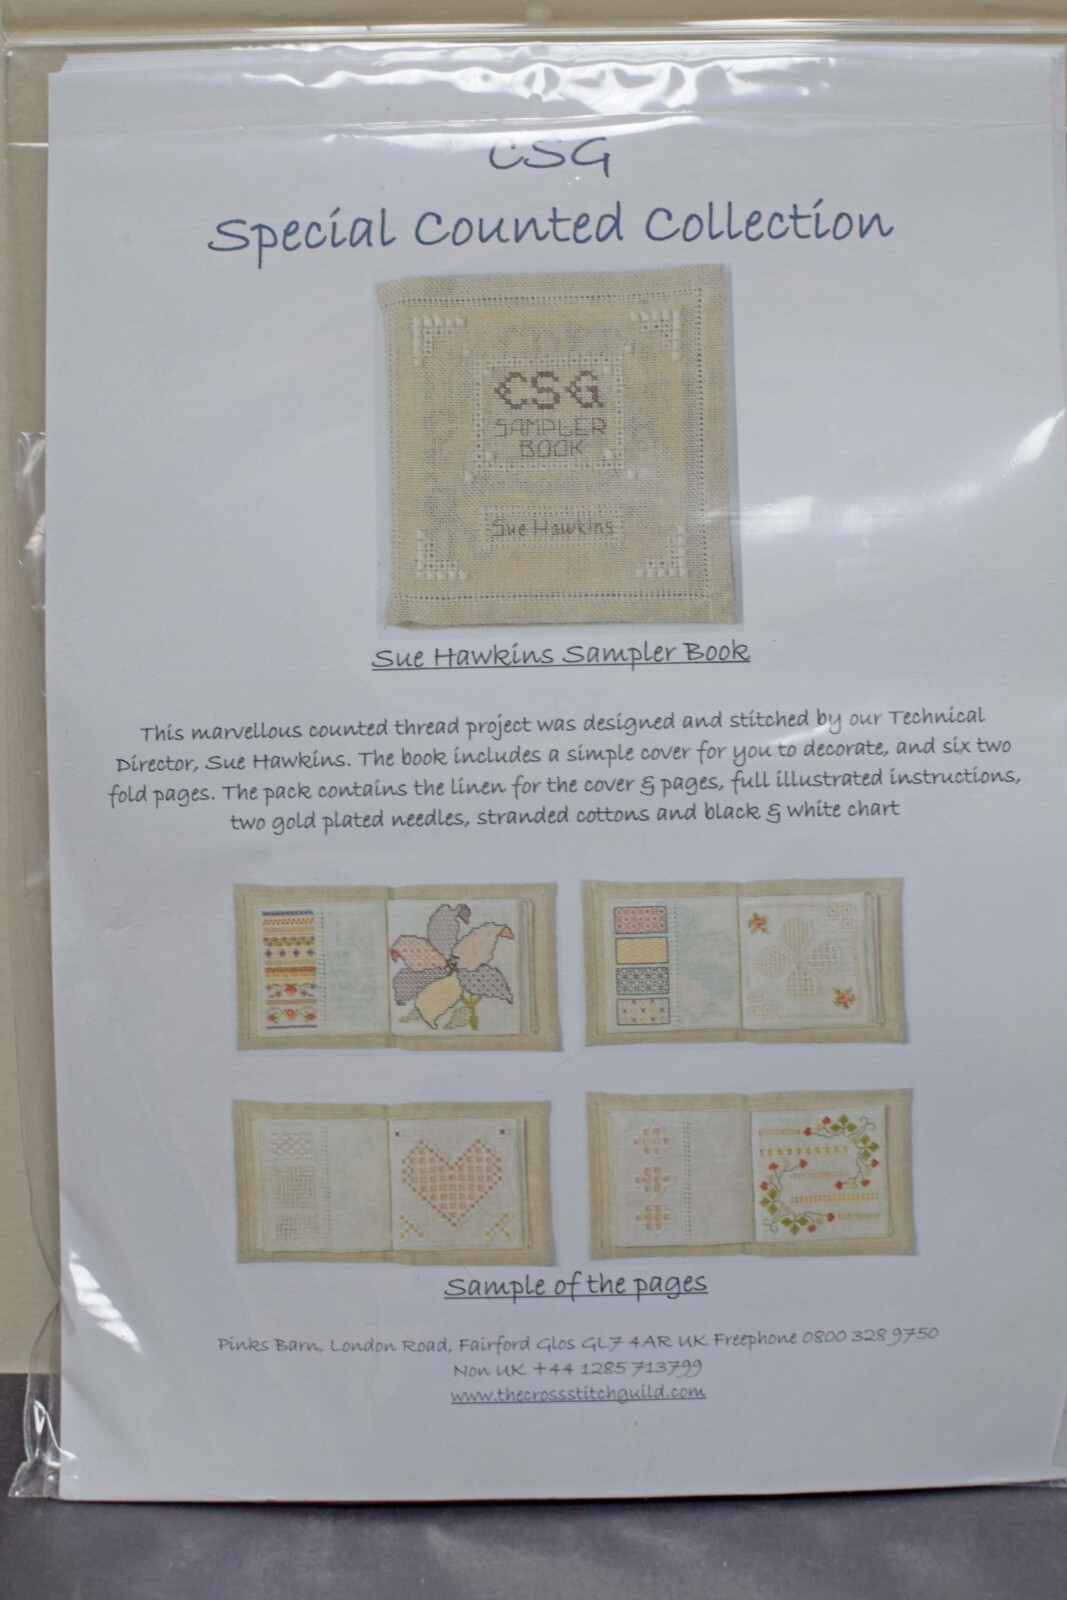 CSG
Special Counted Collection
CSG
SAMPLER
BOOK
Sue Hawkins
Sue Hawkins Sampler Book
This marvellous counted thread project was designed and stitched by our Technical
Director, Sue Hawkins. The book includes a simple cover for you to decorate, and six two
fold pages. The pack contains the linen for the cover & pages, full illustrated instructions,
two gold plated needles, stranded cottons and black & white chart
Sample of the pages
Pinks Barn, London Road, Fairford Glos GL7 4AR UK Freephone 0800 328 9750
Non UK +44 1285 713799
www.thecrossstitchguild.com